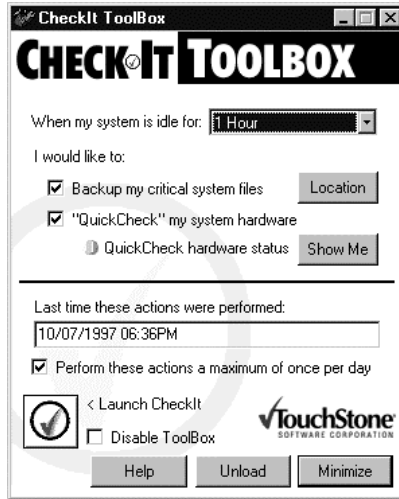 CheckIt ToolBox
CHECK IT TOOLBOX
When my system is idle for: 1 Hour
I would like to:
Backup my critical system files Location
"QuickCheck" my system hardware
QuickCheck hardware status Show Me
Last time these actions were performed:
10/07/1997 06:36PM
Perform these actions a maximum of once per day
< Launch CheckIt
TouchStone
SOFTWARE CORPORATION
Disable ToolBox
Help Unload Minimize